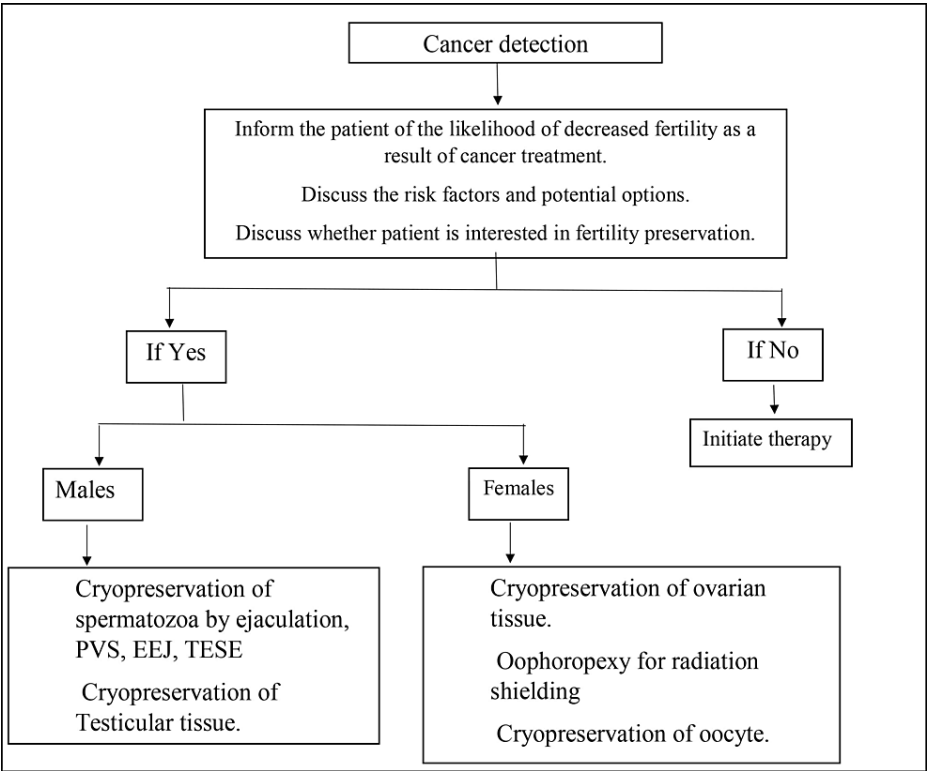 Cancer detection
Inform the patient of the likelihood of decreased fertility as a
result of cancer treatment.
Discuss the risk factors and potential options.
Discuss whether patient is interested in fertility preservation.
If Yes
If No
Initiate therapy
Males
Females
Cryopreservation of
spermatozoa by ejaculation,
PVS, EEJ, TESE
Cryopreservation of
Testicular tissue.
Cryopreservation of ovarian
tissue.
Oophoropexy for radiation
shielding
Cryopreservation of oocyte.